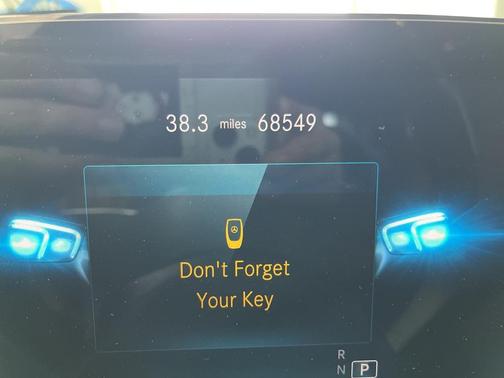 38.3 miles 68549
Don't Forget
Your Key
R
N P